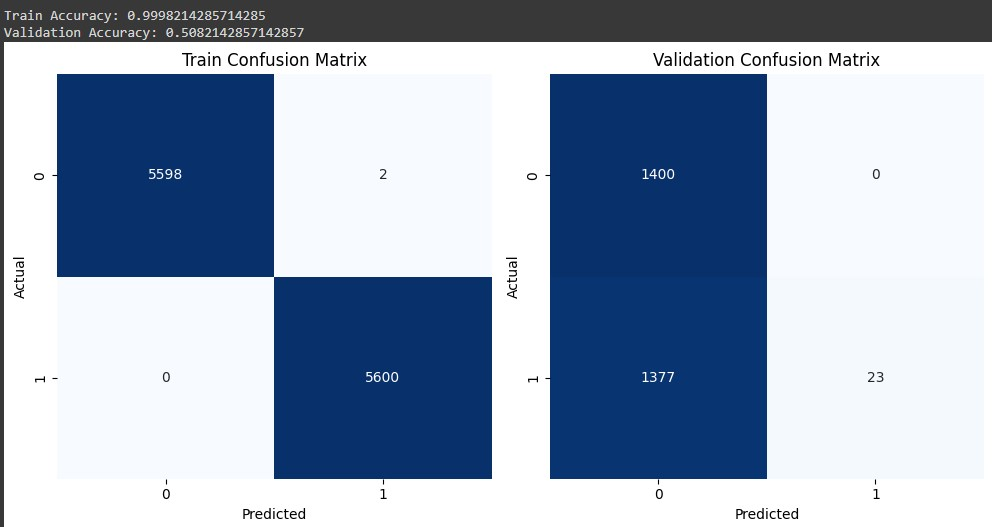 Train Accuracy: 0.9998214285714285
Validation Accuracy: 0.5082142857142857
Train Confusion Matrix
Actual
0
1
5598
2
0
5600
0
1
Predicted
Validation Confusion Matrix
Actual
0
1
1400
0
1377
23
0
1
Predicted